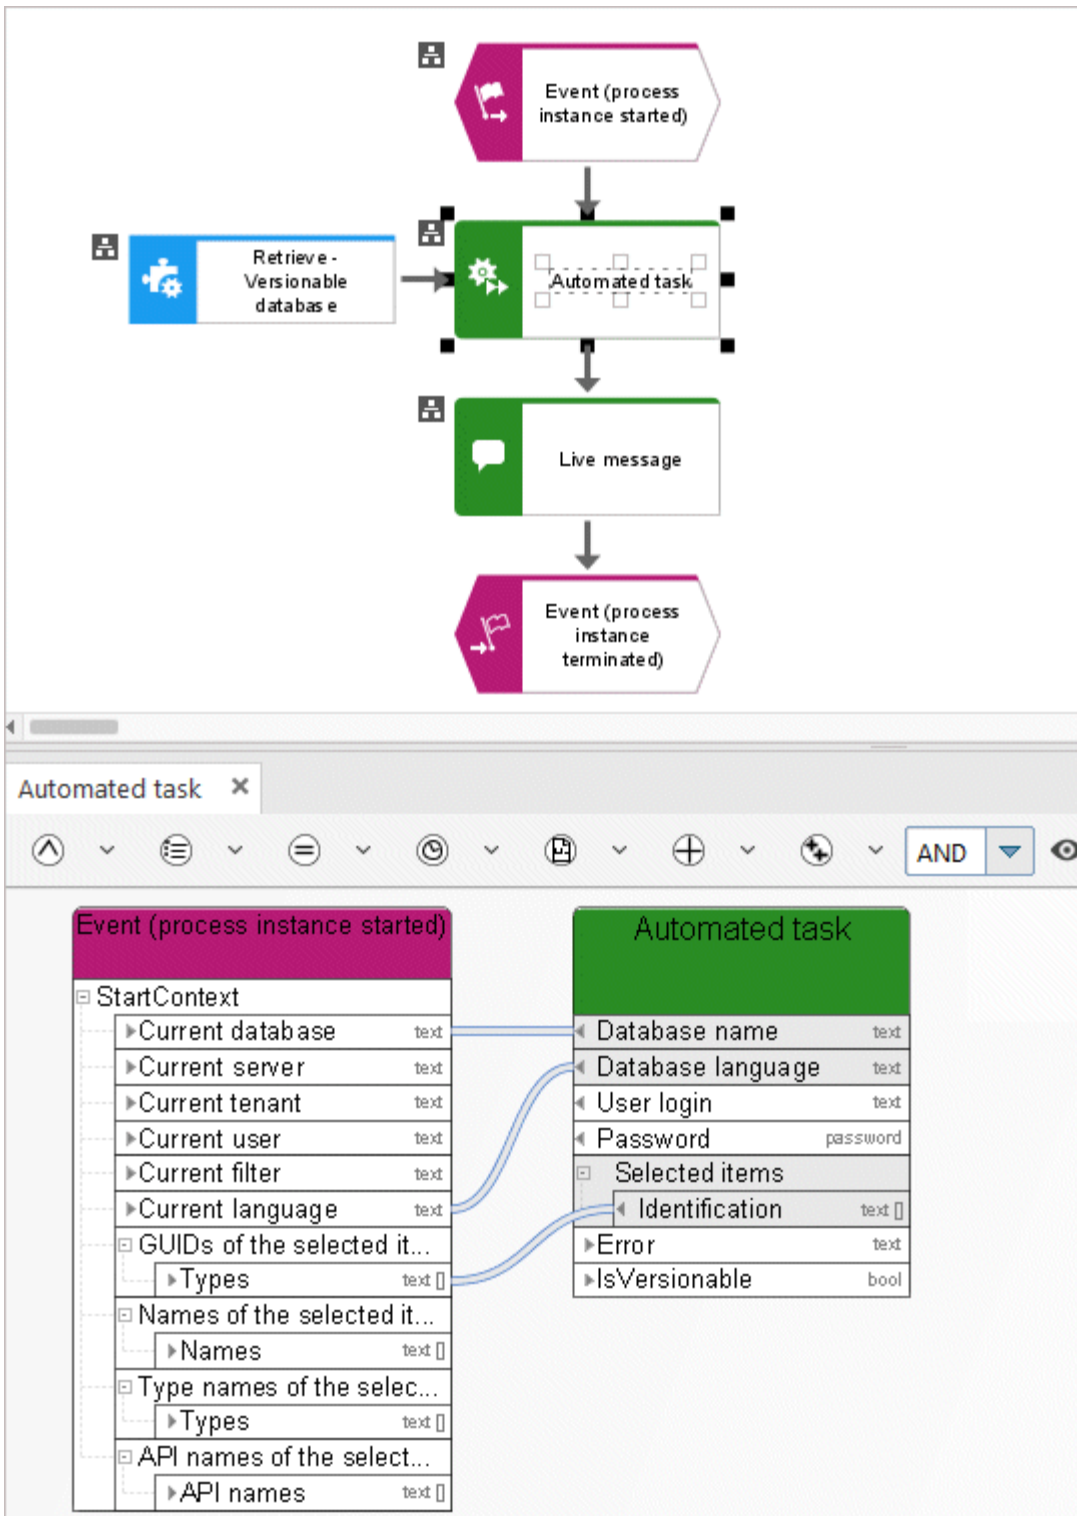 Event (process
instance started)
Retrieve -
Versionable
database
Automated task
Live message
Event (process
instance
terminated)
Automated task
AND
Event (process instance started)
StartContext
Current database text
Current server text
Current tenant text
Current user text
Current filter text
Current language text
GUIDs of the selected it...
Types text []
Names of the selected it...
Names text []
Type names of the selec...
Types text []
API names of the select...
API names text []
Automated task
Database name text
Database language text
User login text
Password password
Selected items
Identification text []
Error text
IsVersionable bool